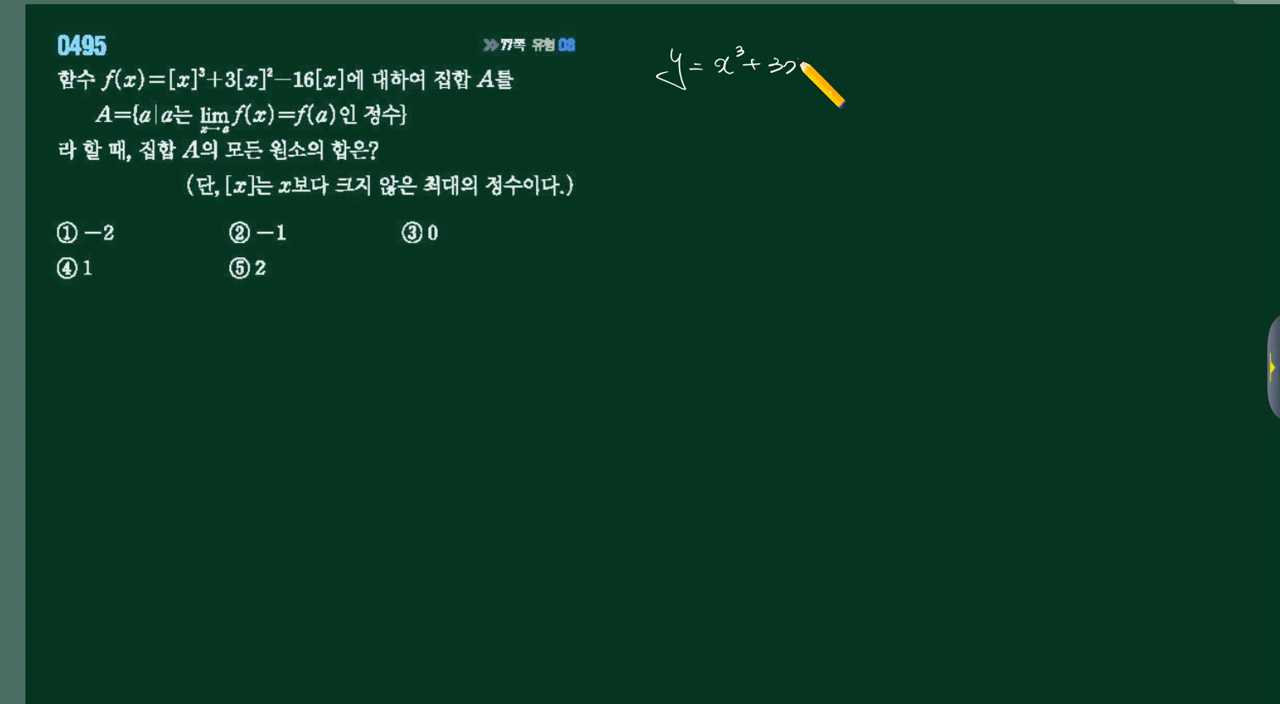 0495
≫77쪽 유형 08
함수 f(x)=[x]³+3[x]²−16[x]에 대하여 집합 A를
A={a|a는 lim_{x→a} f(x)=f(a)인 정수}
라 할 때, 집합 A의 모든 원소의 합은?
(단, [x]는 x보다 크지 않은 최대의 정수이다.)
① −2 ② −1 ③ 0
④ 1 ⑤ 2
y = x³ + 3x